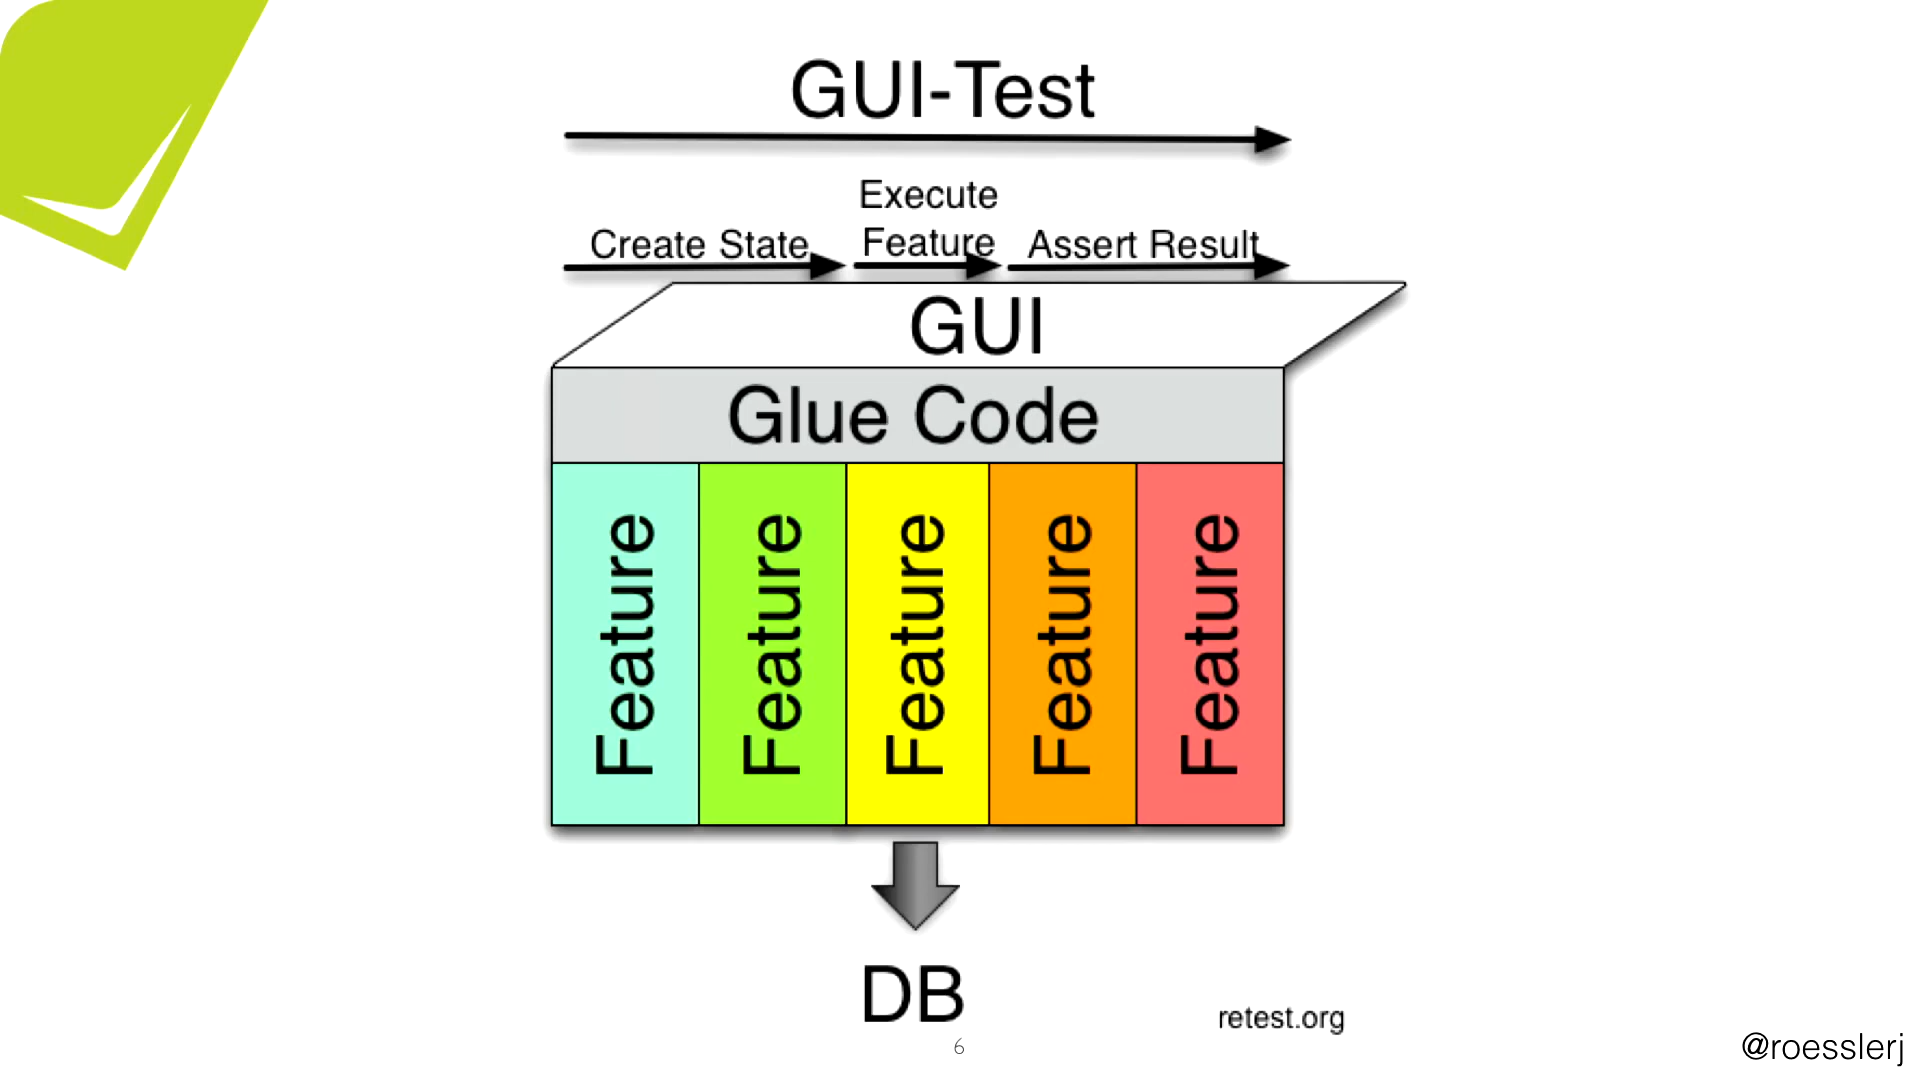 GUI-Test
Execute
Create State Feature Assert Result
GUI
Glue Code
Feature Feature Feature Feature Feature
DB
retest.org
6
@roesslerj